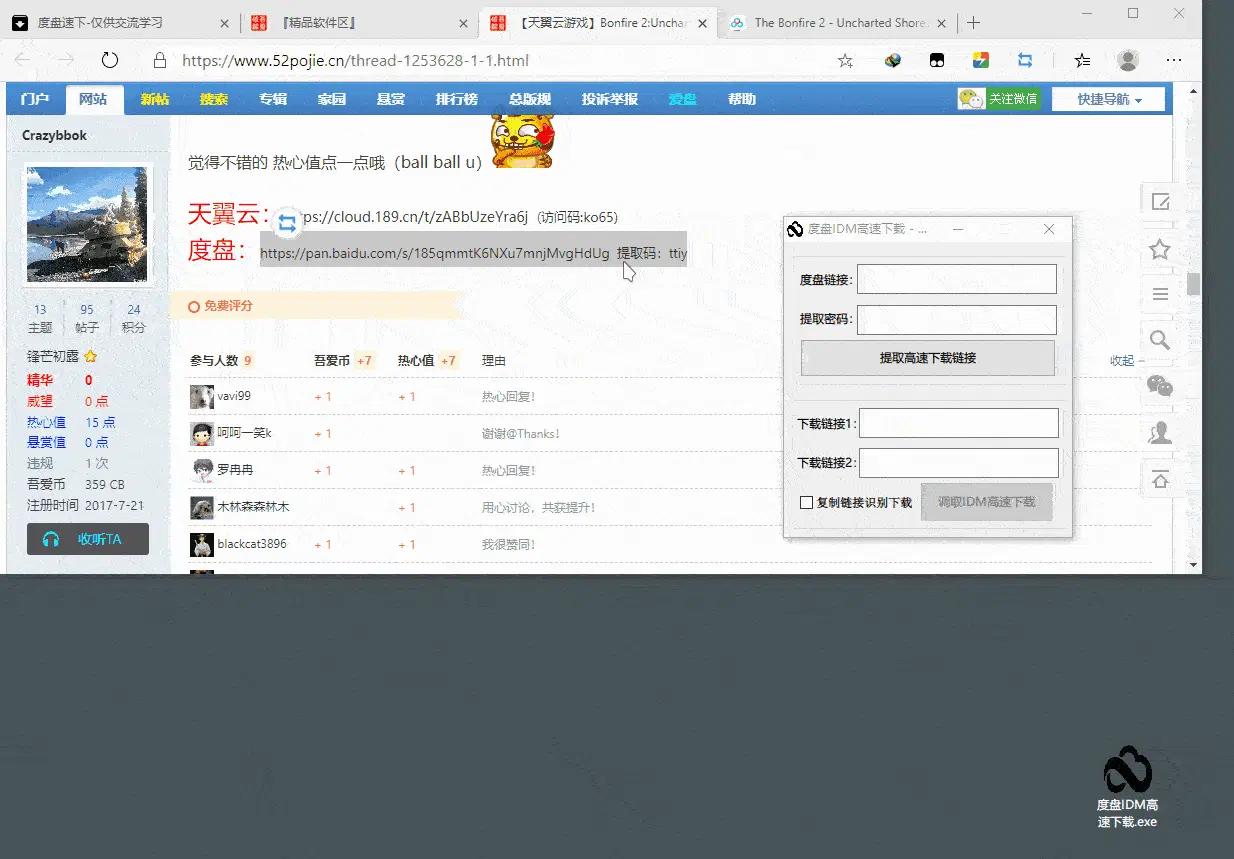 度盘速下-仅供交流学习
『精品软件区』
【天翼云游戏】Bonfire 2:Unchar
The Bonfire 2 - Uncharted Shore
https://www.52pojie.cn/thread-1253628-1-1.html
门户 网站 新帖 搜索 专辑 家园 悬赏 排行榜 总版规 投诉举报 爱盘 帮助
关注微信
快捷导航
Crazybbok
觉得不错的 热心值点一点哦（ball ball u）
天翼云：
ps://cloud.189.cn/t/zABbUzeYra6j（访问码:ko65)
度盘：
https://pan.baidu.com/s/185qmmtK6NXu7mnjMvgHdUg 提取码：ttiy
13 95 24
主题 帖子 积分
锋芒初露
精华 0
威望 0 点
热心值 15 点
悬赏值 0 点
违规 1 次
吾爱币 359 CB
注册时间 2017-7-21
收听TA
免费评分
参与人数 9 吾爱币 +7 热心值 +7 理由
收起
vavi99 + 1 + 1 热心回复！
呵呵一笑k + 1 谢谢@Thanks！
罗冉冉 + 1 + 1 热心回复！
木林森森林木 + 1 用心讨论，共获提升！
blackcat3896 + 1 + 1 我很赞同！
度盘IDM高速下载 - ...
度盘链接:
提取密码:
提取高速下载链接
下载链接1:
下载链接2:
复制链接识别下载
调取IDM高速下载
度盘IDM高
速下载.exe